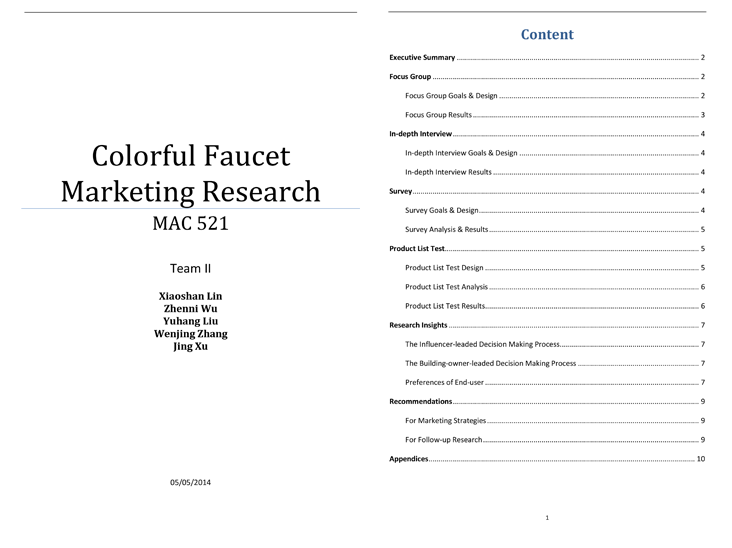 Colorful Faucet
Marketing Research
MAC 521
Team II
Xiaoshan Lin
Zhenni Wu
Yuhang Liu
Wenjing Zhang
Jing Xu
05/05/2014
Content
Executive Summary ........ 2
Focus Group ........ 2
Focus Group Goals & Design ........ 2
Focus Group Results ........ 3
In-depth Interview ........ 4
In-depth Interview Goals & Design ........ 4
In-depth Interview Results ........ 4
Survey ........ 4
Survey Goals & Design ........ 4
Survey Analysis & Results ........ 5
Product List Test ........ 5
Product List Test Design ........ 5
Product List Test Analysis ........ 6
Product List Test Results ........ 6
Research Insights ........ 7
The Influencer-led Decision Making Process ........ 7
The Building-owner-leaded Decision Making Process ........ 7
Preferences of End-user ........ 7
Recommendations ........ 9
For Marketing Strategies ........ 9
For Follow-up Research ........ 9
Appendices ........ 10
1